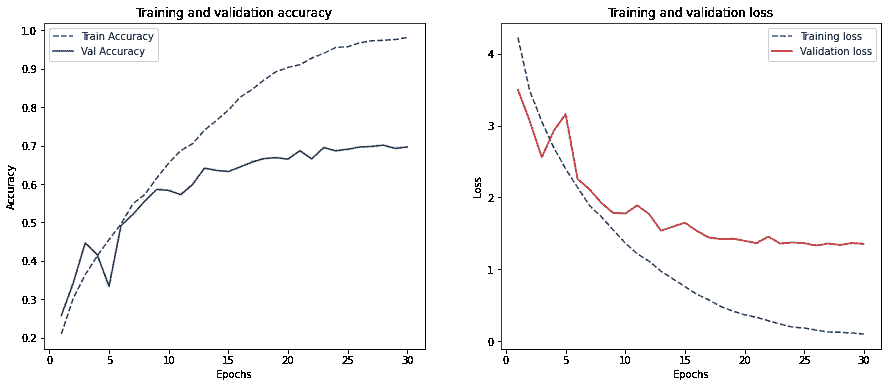 Training and validation accuracy
Train Accuracy
Val Accuracy
1.0
0.9
0.8
0.7
0.6
0.5
0.4
0.3
0.2
Accuracy
0 5 10 15 20 25 30
Epochs
Training and validation loss
Training loss
Validation loss
4
3
2
1
0
Loss
0 5 10 15 20 25 30
Epochs